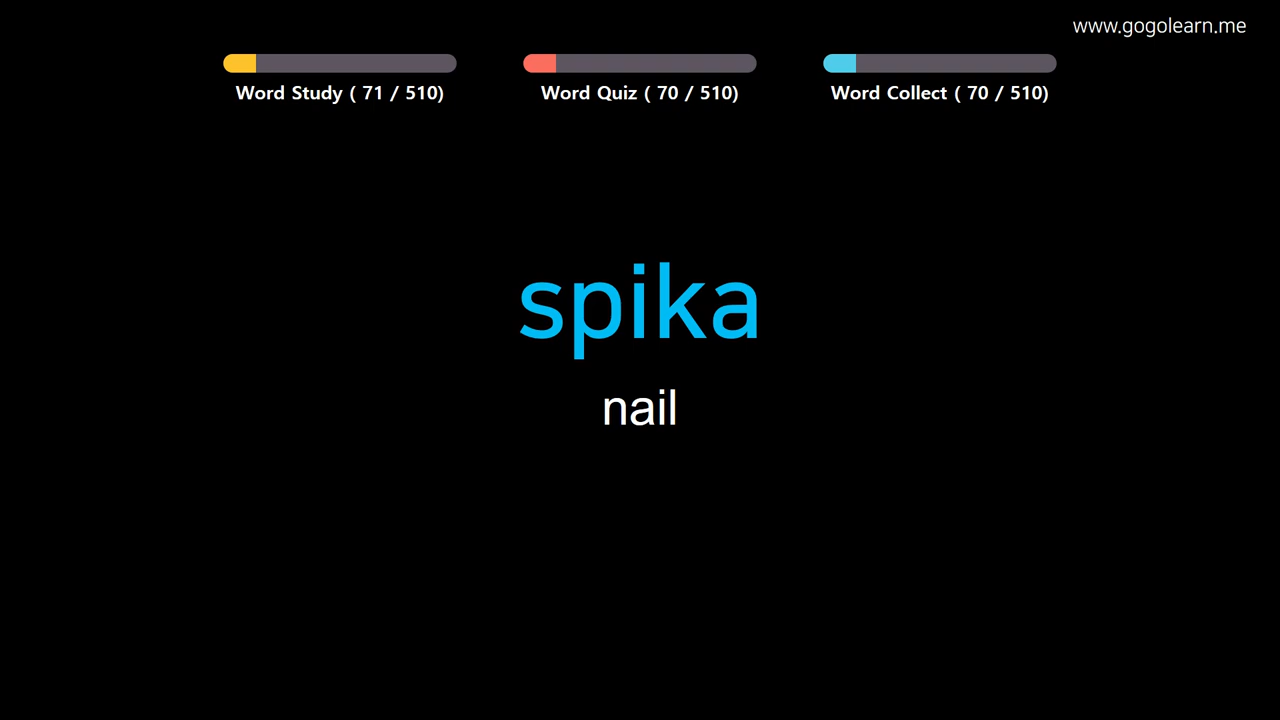 www.gogolearn.me
Word Study ( 71 / 510)
Word Quiz ( 70 / 510)
Word Collect ( 70 / 510)
spika
nail